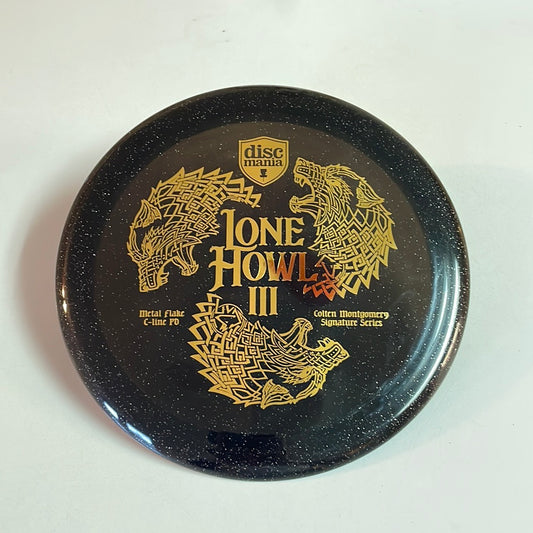 disc
mania
LONE
HOWL
III
Metal Flake
C-line PD
Colten Montgomery
Signature Series